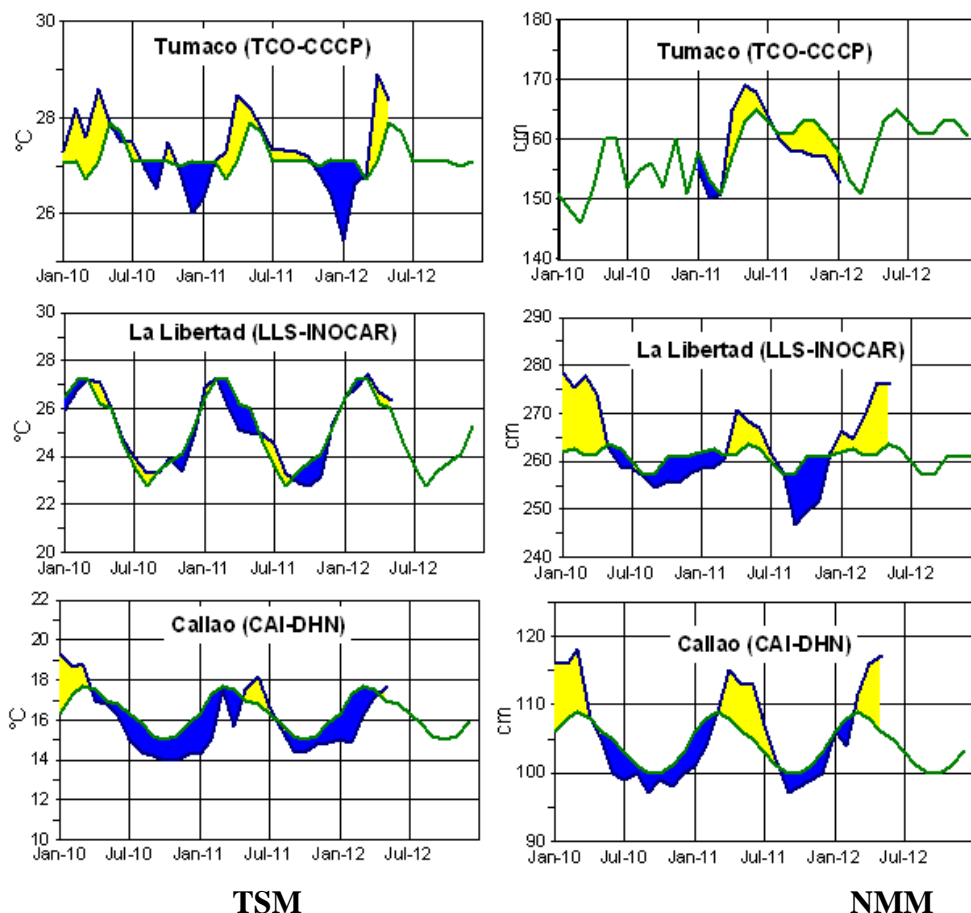 Tumaco (TCO-CCCP)
°C
30
28
26
Jan-10 Jul-10 Jan-11 Jul-11 Jan-12 Jul-12
Tumaco (TCO-CCCP)
cm
180
170
160
150
140
Jan-10 Jul-10 Jan-11 Jul-11 Jan-12 Jul-12
La Libertad (LLS-INOCAR)
°C
30
28
26
24
22
20
Jan-10 Jul-10 Jan-11 Jul-11 Jan-12 Jul-12
La Libertad (LLS-INOCAR)
cm
290
280
270
260
250
240
Jan-10 Jul-10 Jan-11 Jul-11 Jan-12 Jul-12
Callao (CAI-DHN)
°C
22
20
18
16
14
12
10
Jan-10 Jul-10 Jan-11 Jul-11 Jan-12 Jul-12
Callao (CAI-DHN)
cm
120
110
100
90
Jan-10 Jul-10 Jan-11 Jul-11 Jan-12 Jul-12
TSM
NMM